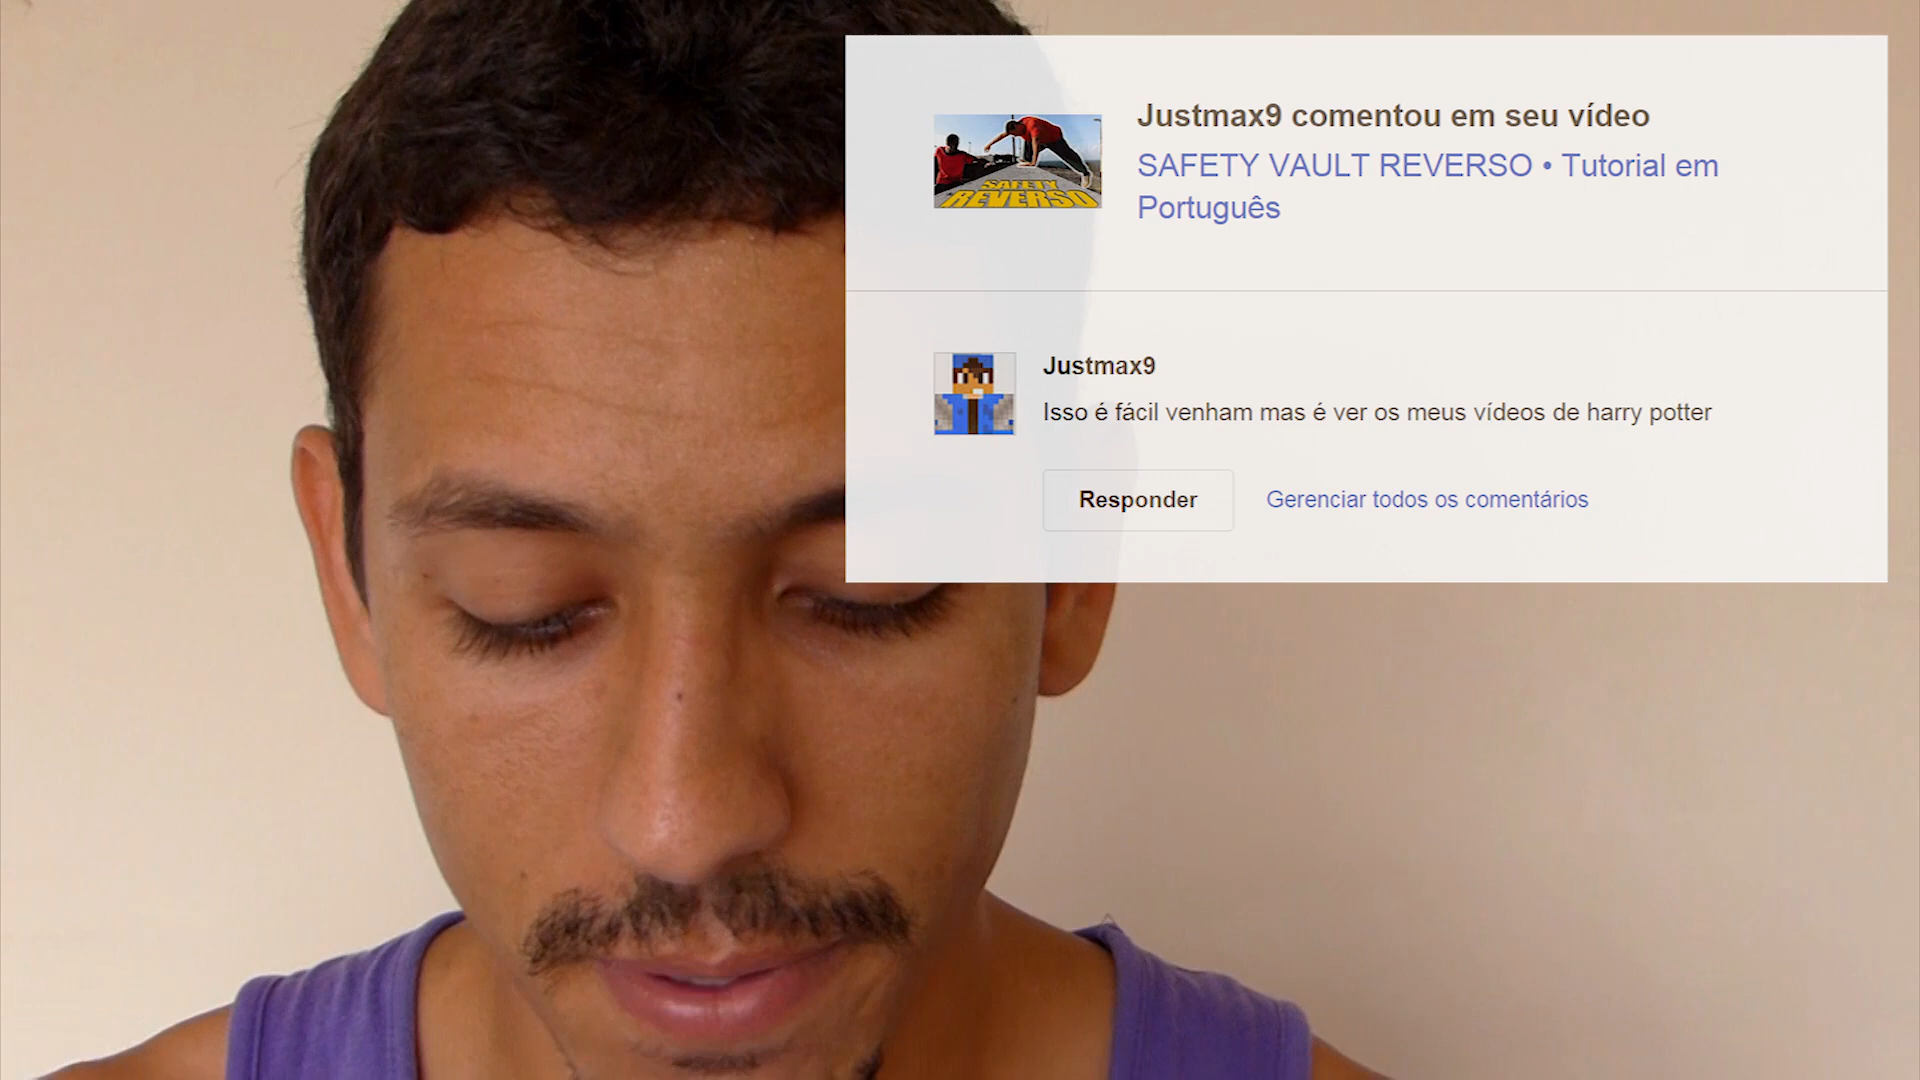 Justmax9 comentou em seu vídeo
SAFETY VAULT REVERSO • Tutorial em
Português
SAFETY
REVERSO
Justmax9
Isso é fácil venham mas é ver os meus vídeos de harry potter
Responder
Gerenciar todos os comentários